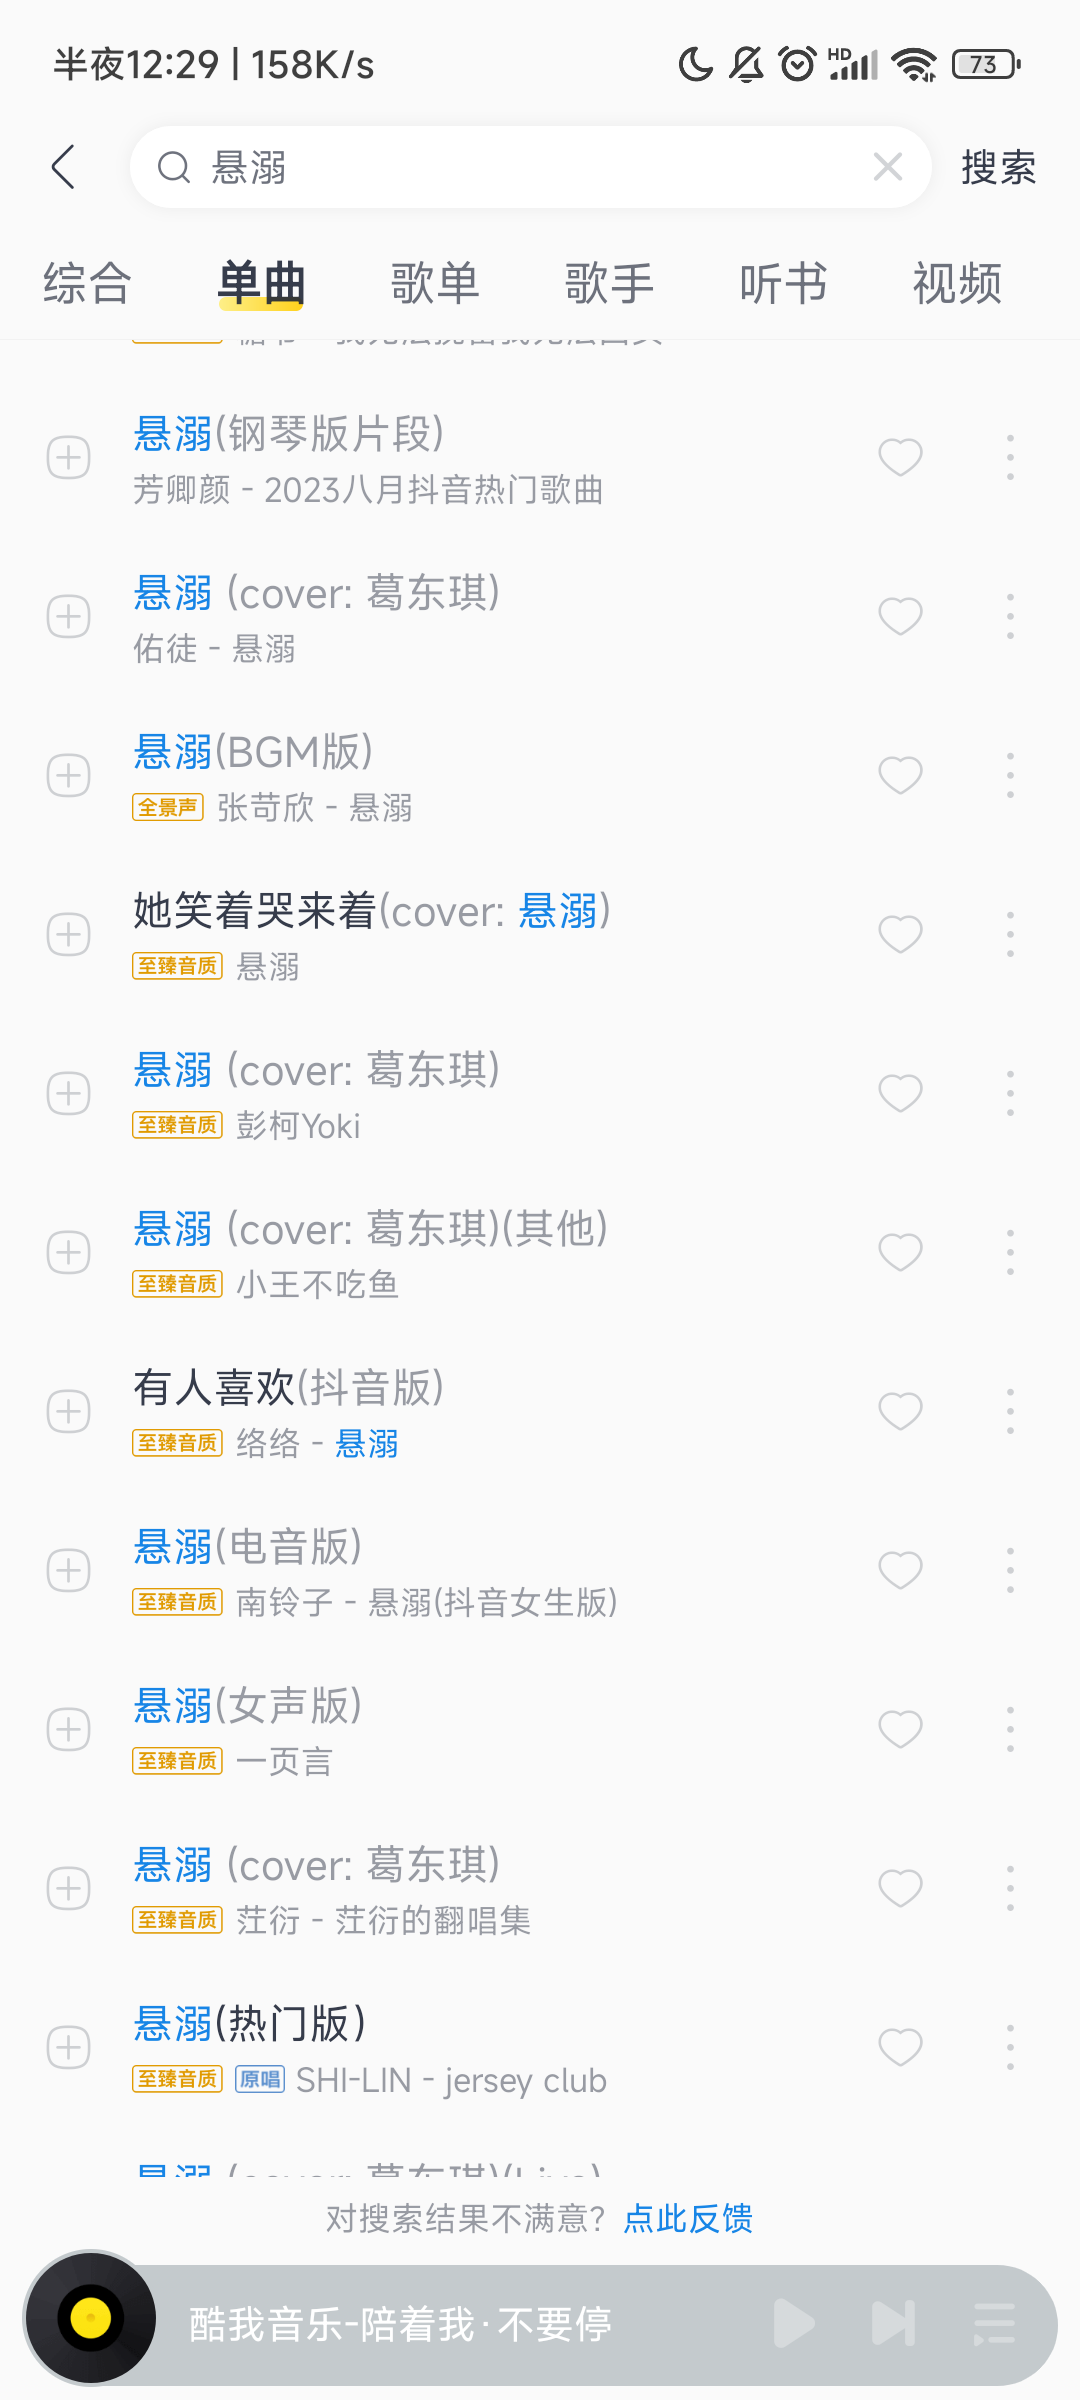 半夜12:29 | 158K/s
HD
73
悬溺
搜索
综合 单曲 歌单 歌手 听书 视频
悬溺(钢琴版片段)
芳卿颜 - 2023八月抖音热门歌曲
悬溺 (cover: 葛东琪)
佑徒 - 悬溺
悬溺(BGM版)
全景声 张苛欣 - 悬溺
她笑着哭来着(cover: 悬溺)
至臻音质 悬溺
悬溺 (cover: 葛东琪)
至臻音质 彭柯Yoki
悬溺 (cover: 葛东琪)(其他)
至臻音质 小王不吃鱼
有人喜欢(抖音版)
至臻音质 络络 - 悬溺
悬溺(电音版)
至臻音质 南铃子 - 悬溺(抖音女生版)
悬溺(女声版)
至臻音质 一页言
悬溺 (cover: 葛东琪)
至臻音质 茳衍 - 茳衍的翻唱集
悬溺(热门版)
至臻音质 原唱 SHI-LIN - jersey club
悬溺 (cover: 葛东琪)(Live)
对搜索结果不满意? 点此反馈
酷我音乐-陪着我·不要停